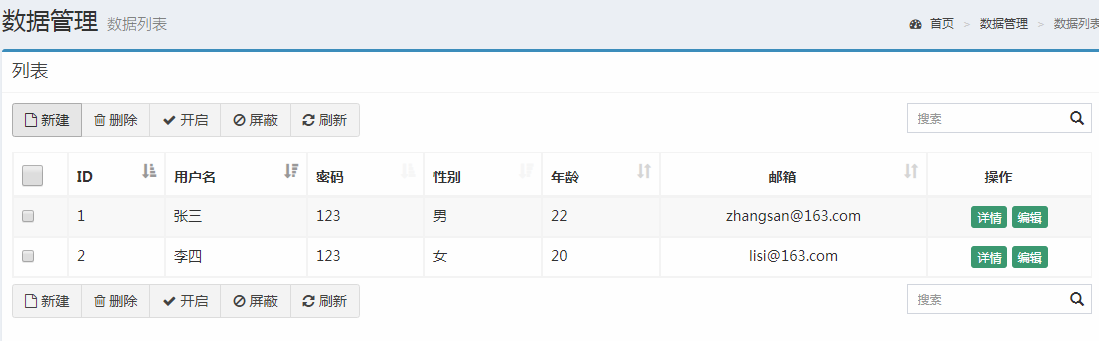 数据管理 数据列表 首页 > 数据管理 > 数据列表
列表
新建 删除 开启 屏蔽 刷新 搜索
ID 用户名 密码 性别 年龄 邮箱 操作
1 张三 123 男 22 zhangsan@163.com 详情 编辑
2 李四 123 女 20 lisi@163.com 详情 编辑
新建 删除 开启 屏蔽 刷新 搜索